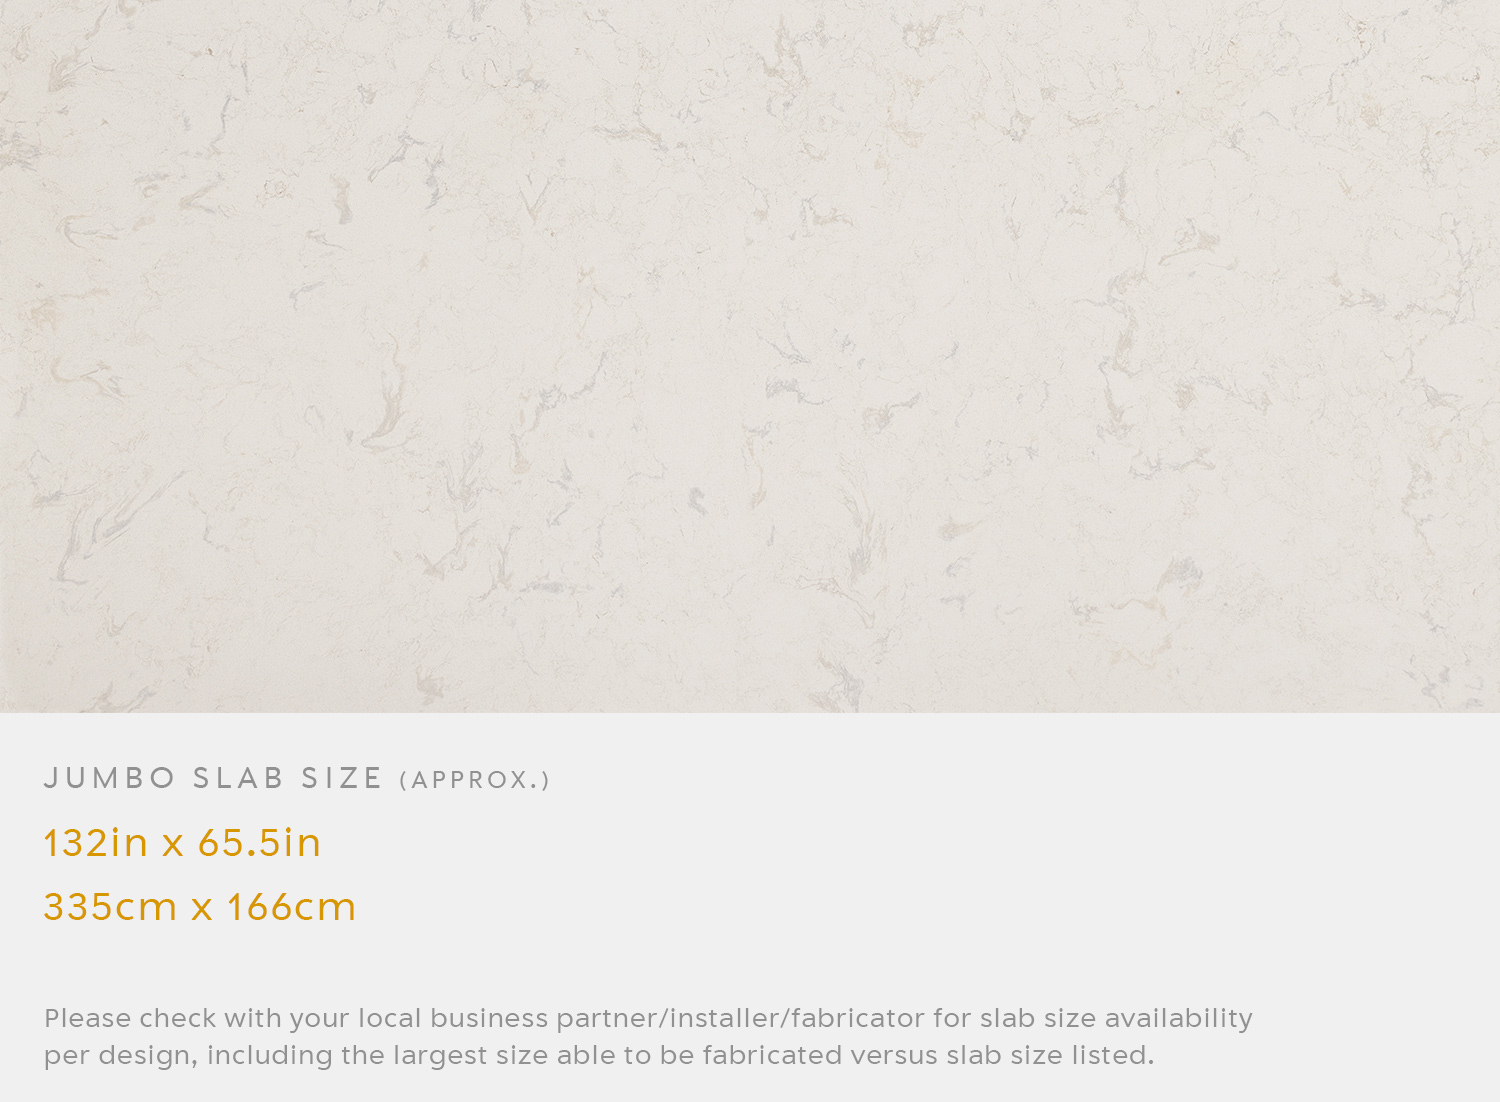 JUMBO SLAB SIZE (APPROX.)
132in x 65.5in
335cm x 166cm
Please check with your local business partner/installer/fabricator for slab size availability
per design, including the largest size able to be fabricated versus slab size listed.